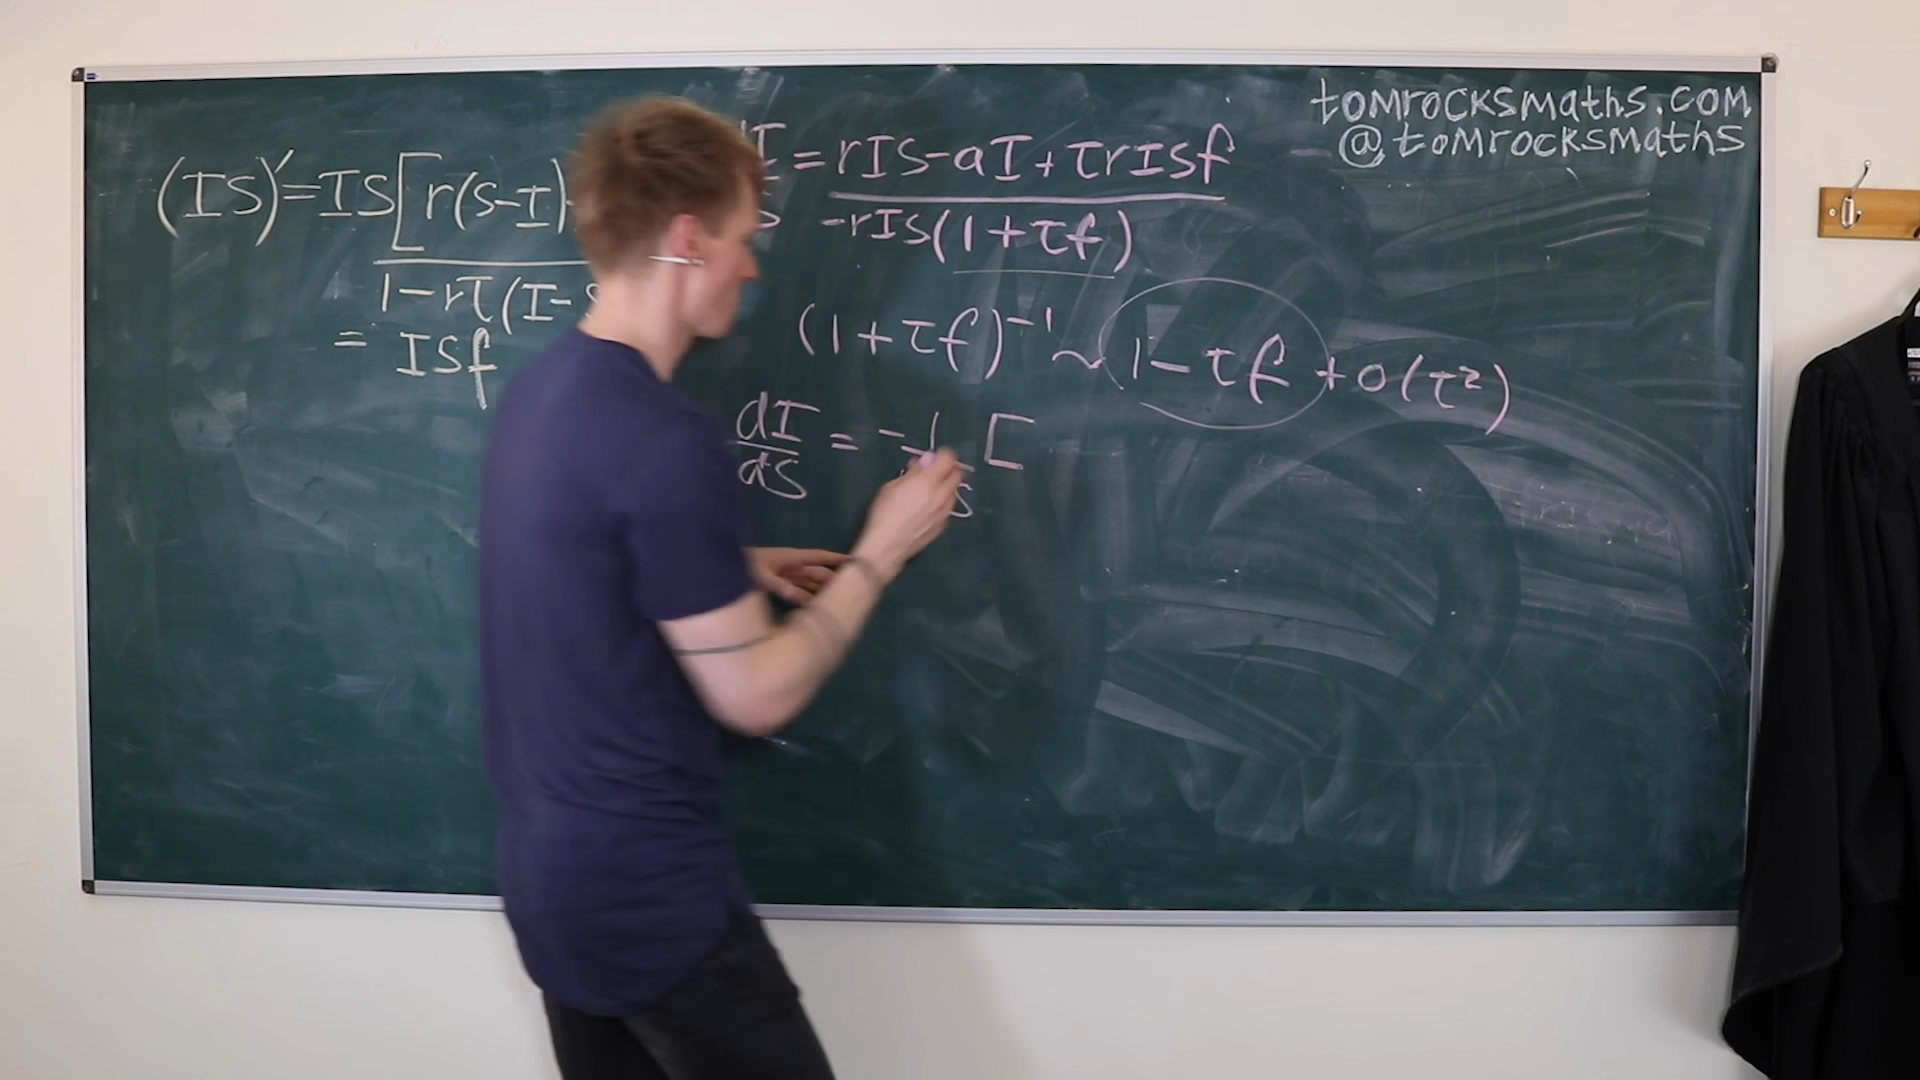 tomrocksmaths.com
@tomrocksmaths
(IS)'=IS[r(S-I)
1-rτ(I-S
= ISf
I = rIS-aI+τrISf
S -rIS(1+τf)
(1+τf)⁻¹ ~ 1-τf + O(τ²)
dI/dS = -1/ S [